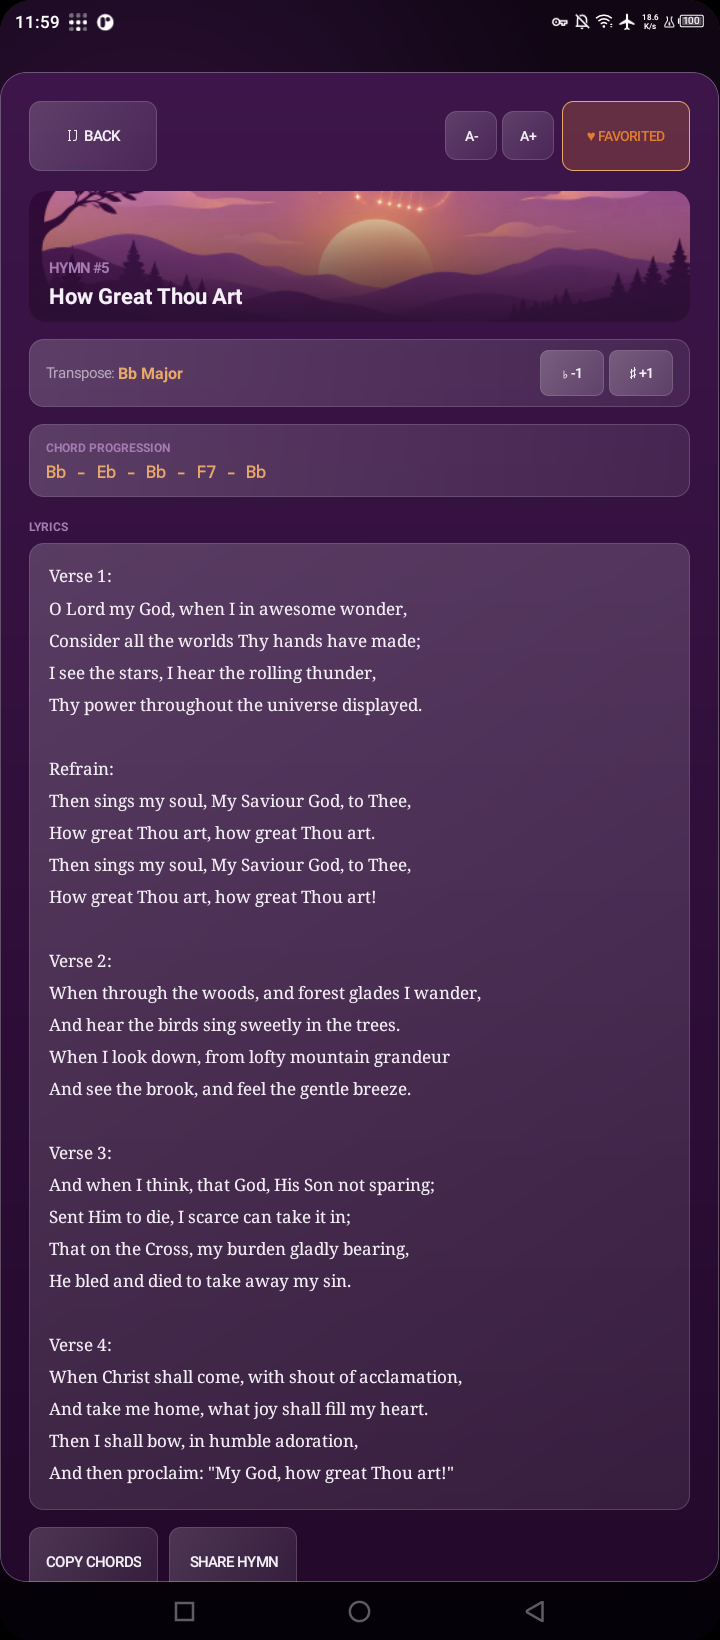 11:59
18.6
K/s
100
BACK
A-
A+
♥ FAVORITED
HYMN #5
How Great Thou Art
Transpose: Bb Major
♭ -1
♯ +1
CHORD PROGRESSION
Bb - Eb - Bb - F7 - Bb
LYRICS
Verse 1:
O Lord my God, when I in awesome wonder,
Consider all the worlds Thy hands have made;
I see the stars, I hear the rolling thunder,
Thy power throughout the universe displayed.
Refrain:
Then sings my soul, My Saviour God, to Thee,
How great Thou art, how great Thou art.
Then sings my soul, My Saviour God, to Thee,
How great Thou art, how great Thou art!
Verse 2:
When through the woods, and forest glades I wander,
And hear the birds sing sweetly in the trees.
When I look down, from lofty mountain grandeur
And see the brook, and feel the gentle breeze.
Verse 3:
And when I think, that God, His Son not sparing;
Sent Him to die, I scarce can take it in;
That on the Cross, my burden gladly bearing,
He bled and died to take away my sin.
Verse 4:
When Christ shall come, with shout of acclamation,
And take me home, what joy shall fill my heart.
Then I shall bow, in humble adoration,
And then proclaim: "My God, how great Thou art!"
COPY CHORDS
SHARE HYMN